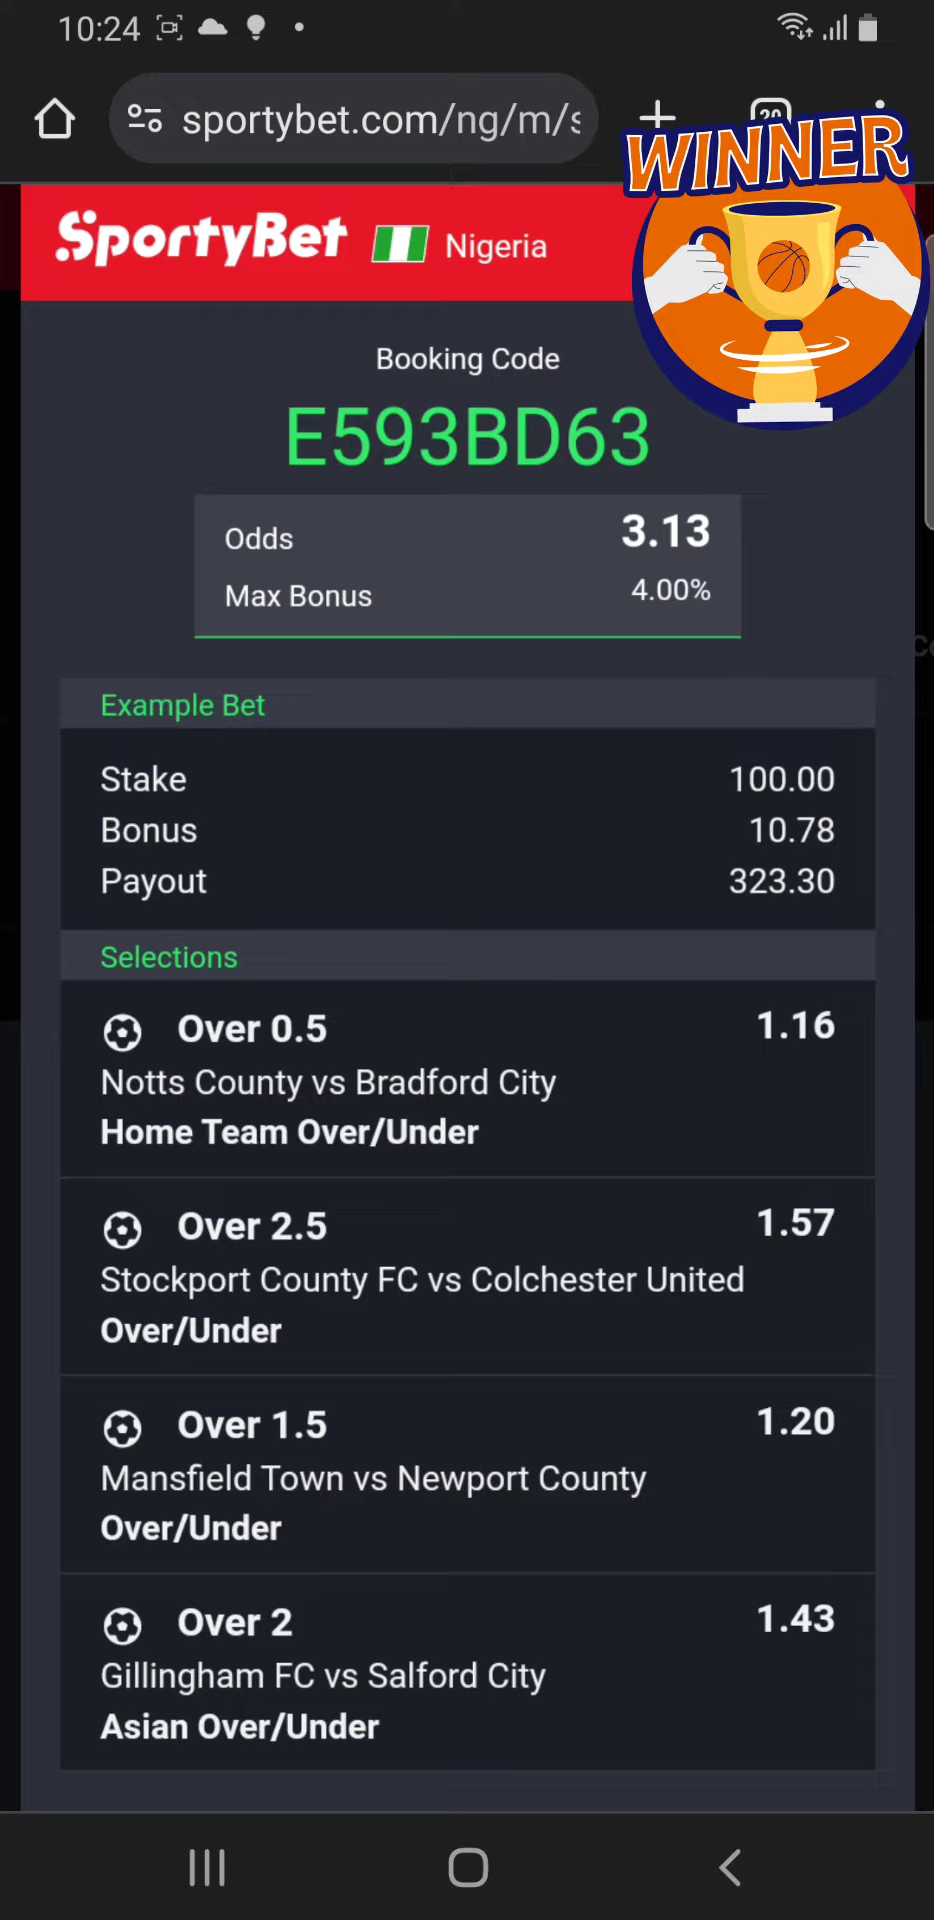 10:24
sportybet.com/ng/m/s
WINNER
SportyBet Nigeria
Booking Code
E593BD63
Odds 3.13
Max Bonus 4.00%
Example Bet
Stake 100.00
Bonus 10.78
Payout 323.30
Selections
Over 0.5 1.16
Notts County vs Bradford City
Home Team Over/Under
Over 2.5 1.57
Stockport County FC vs Colchester United
Over/Under
Over 1.5 1.20
Mansfield Town vs Newport County
Over/Under
Over 2 1.43
Gillingham FC vs Salford City
Asian Over/Under